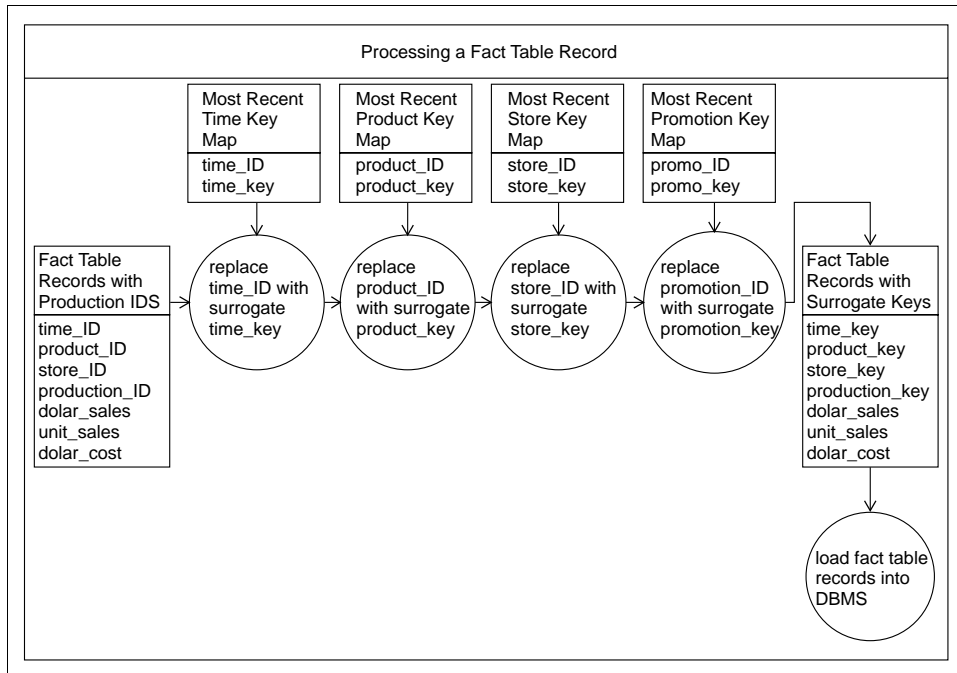 Processing a Fact Table Record
Most Recent
Time Key
Map
time_ID
time_key
Most Recent
Product Key
Map
product_ID
product_key
Most Recent
Store Key
Map
store_ID
store_key
Most Recent
Promotion Key
Map
promo_ID
promo_key
Fact Table
Records with
Production IDS
time_ID
product_ID
store_ID
production_ID
dolar_sales
unit_sales
dolar_cost
replace
time_ID with
surrogate
time_key
replace
product_ID
with surrogate
product_key
replace
store_ID with
surrogate
store_key
replace
promotion_ID
with surrogate
promotion_key
Fact Table
Records with
Surrogate Keys
time_key
product_key
store_key
production_key
dolar_sales
unit_sales
dolar_cost
load fact table
records into
DBMS